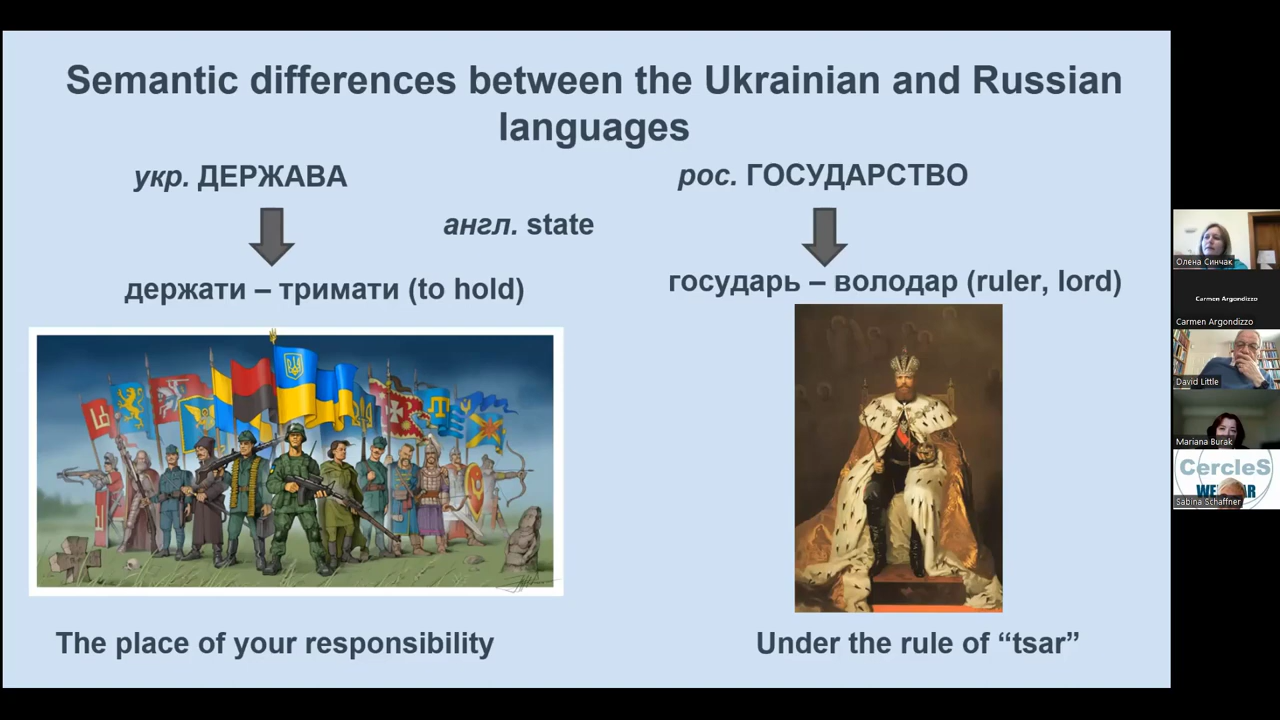 Semantic differences between the Ukrainian and Russian
languages
укр. ДЕРЖАВА
рос. ГОСУДАРСТВО
англ. state
держати – тримати (to hold)
государь – володар (ruler, lord)
The place of your responsibility
Under the rule of “tsar”
Олена Синчак
Carmen Argondizzo
Carmen Argondizzo
David Little
Mariana Burak
CercleS
Sabina Schaffner